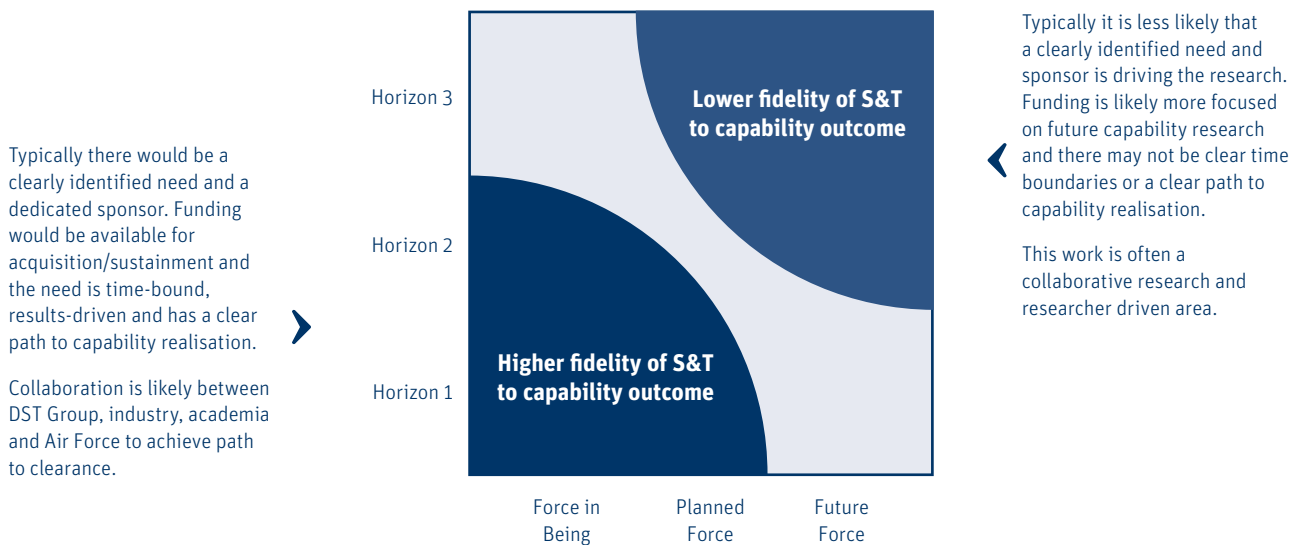 Typically there would be a
clearly identified need and a
dedicated sponsor. Funding
would be available for
acquisition/sustainment and
the need is time-bound,
results-driven and has a clear
path to capability realisation.
Collaboration is likely between
DST Group, industry, academia
and Air Force to achieve path
to clearance.
Horizon 3
Horizon 2
Horizon 1
Lower fidelity of S&T
to capability outcome
Higher fidelity of S&T
to capability outcome
Force in
Being
Planned
Force
Future
Force
Typically it is less likely that
a clearly identified need and
sponsor is driving the research.
Funding is likely more focused
on future capability research
and there may not be clear time
boundaries or a clear path to
capability realisation.
This work is often a
collaborative research and
researcher driven area.